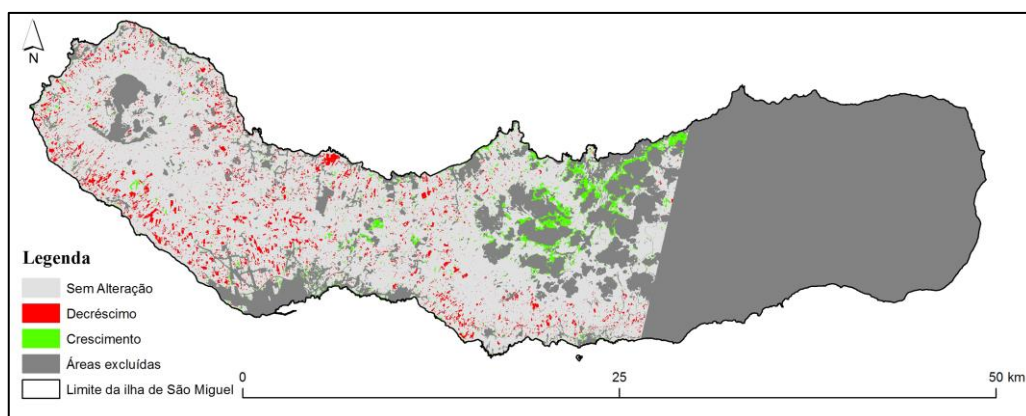 N
Legenda
Sem Alteração
Decréscimo
Crescimento
Áreas excluídas
Limite da ilha de São Miguel
0 25 50 km